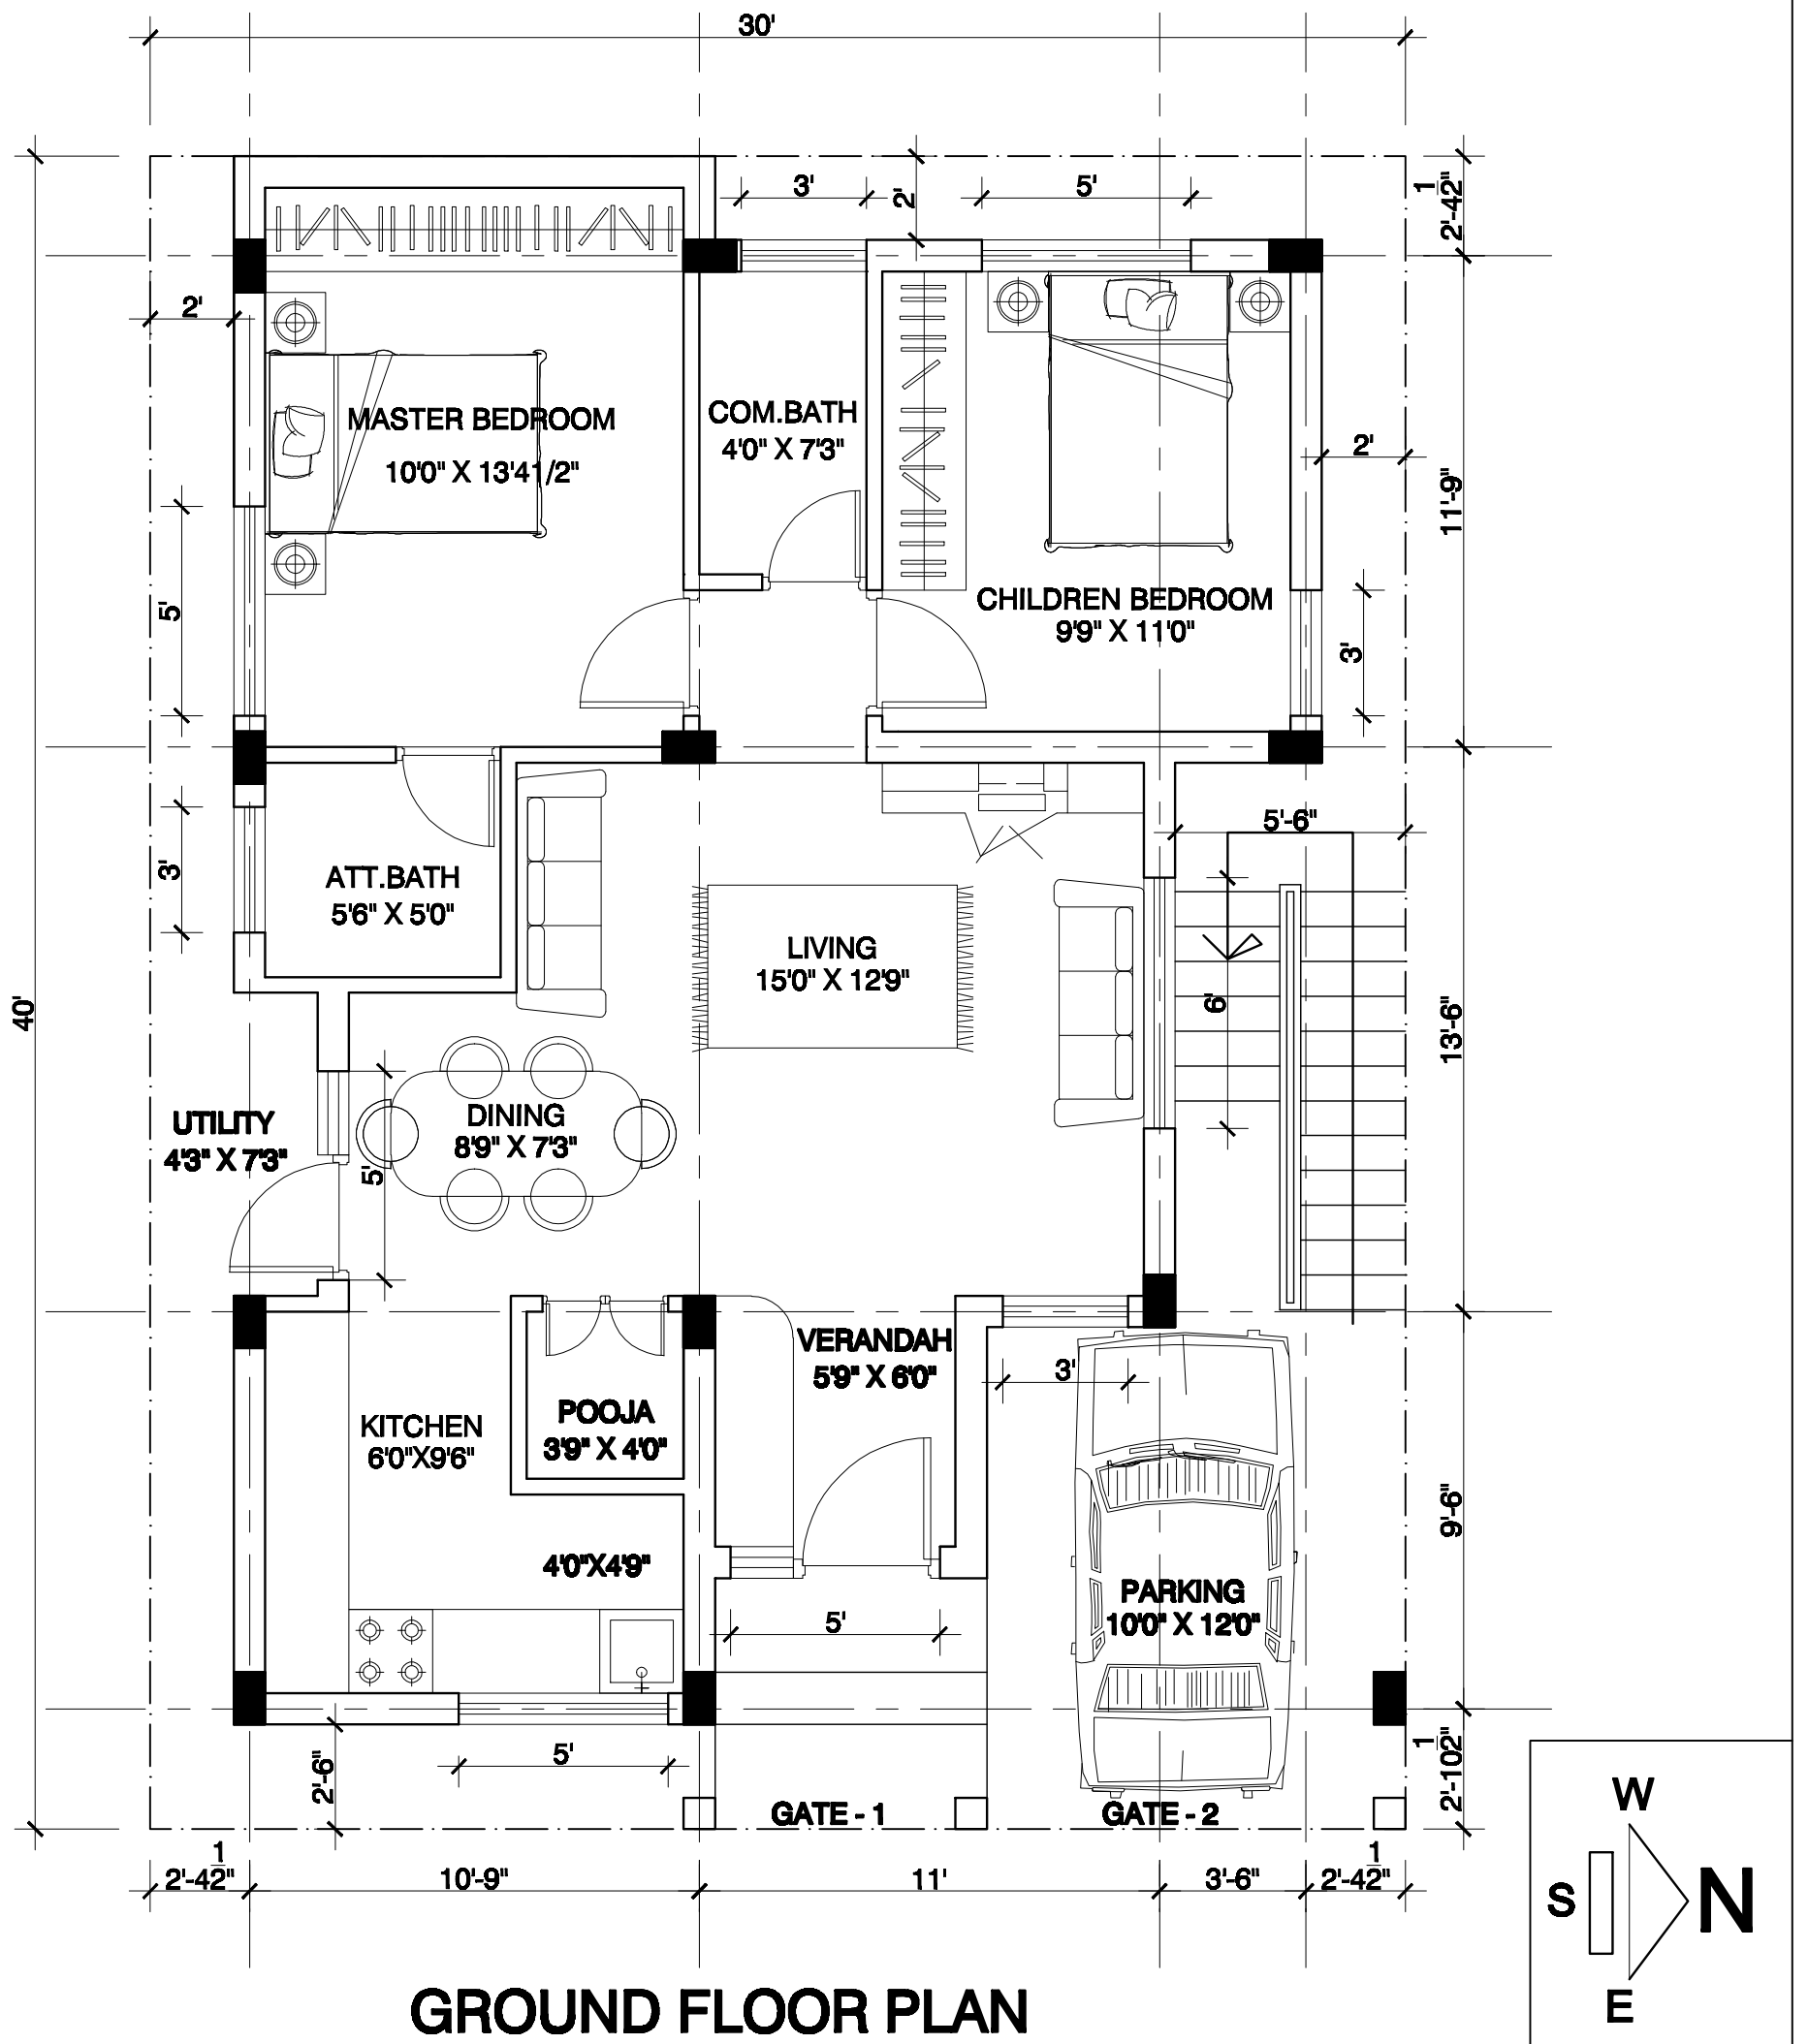 30'
3'
2'
5'
2'-4 1/2"
2'
MASTER BEDROOM
10'0" X 13'41/2"
COM.BATH
4'0" X 7'3"
2'
11'-9"
5'
CHILDREN BEDROOM
9'9" X 11'0"
3'
5'-6"
3'
ATT.BATH
5'6" X 5'0"
LIVING
15'0" X 12'9"
6'
40'
13'-6"
UTILITY
4'3" X 7'3"
5'
DINING
8'9" X 7'3"
VERANDAH
5'9" X 6'0"
3'
KITCHEN
6'0"X9'6"
POOJA
3'9" X 4'0"
9'-6"
4'0"X4'9"
PARKING
10'0" X 12'0"
5'
2'-6"
5'
2'-10 1/2"
GATE - 1
GATE - 2
2'-4 1/2"
10'-9"
11'
3'-6"
2'-4 1/2"
W
S
N
E
GROUND FLOOR PLAN